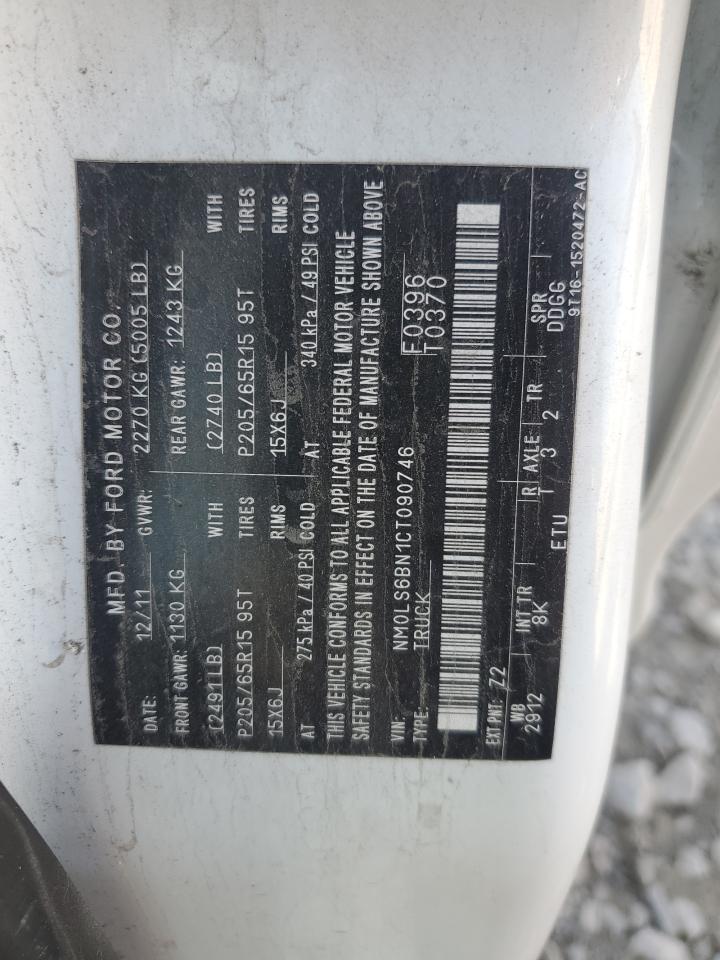 MFD. BY FORD MOTOR CO.
DATE: 12/11 GVWR: 2270 KG (5005 LB)
FRONT GAWR: 1130 KG REAR GAWR: 1243 KG
(2491 LB) (2740 LB) WITH
P205/65R15 95T P205/65R15 95T TIRES
15X6J RIMS 15X6J RIMS
AT 275 kPa / 40 PSI COLD AT 340 kPa / 49 PSI COLD
THIS VEHICLE CONFORMS TO ALL APPLICABLE FEDERAL MOTOR VEHICLE
SAFETY STANDARDS IN EFFECT ON THE DATE OF MANUFACTURE SHOWN ABOVE
VIN: NM0LS6BN1CT090746 F0396
TYPE: TRUCK T0370
EXT PNT: Z2
WB INT TR R AXLE TR SPR
2912 8K 1 3 2 DDGG
ETU 9T16-1520472-AC